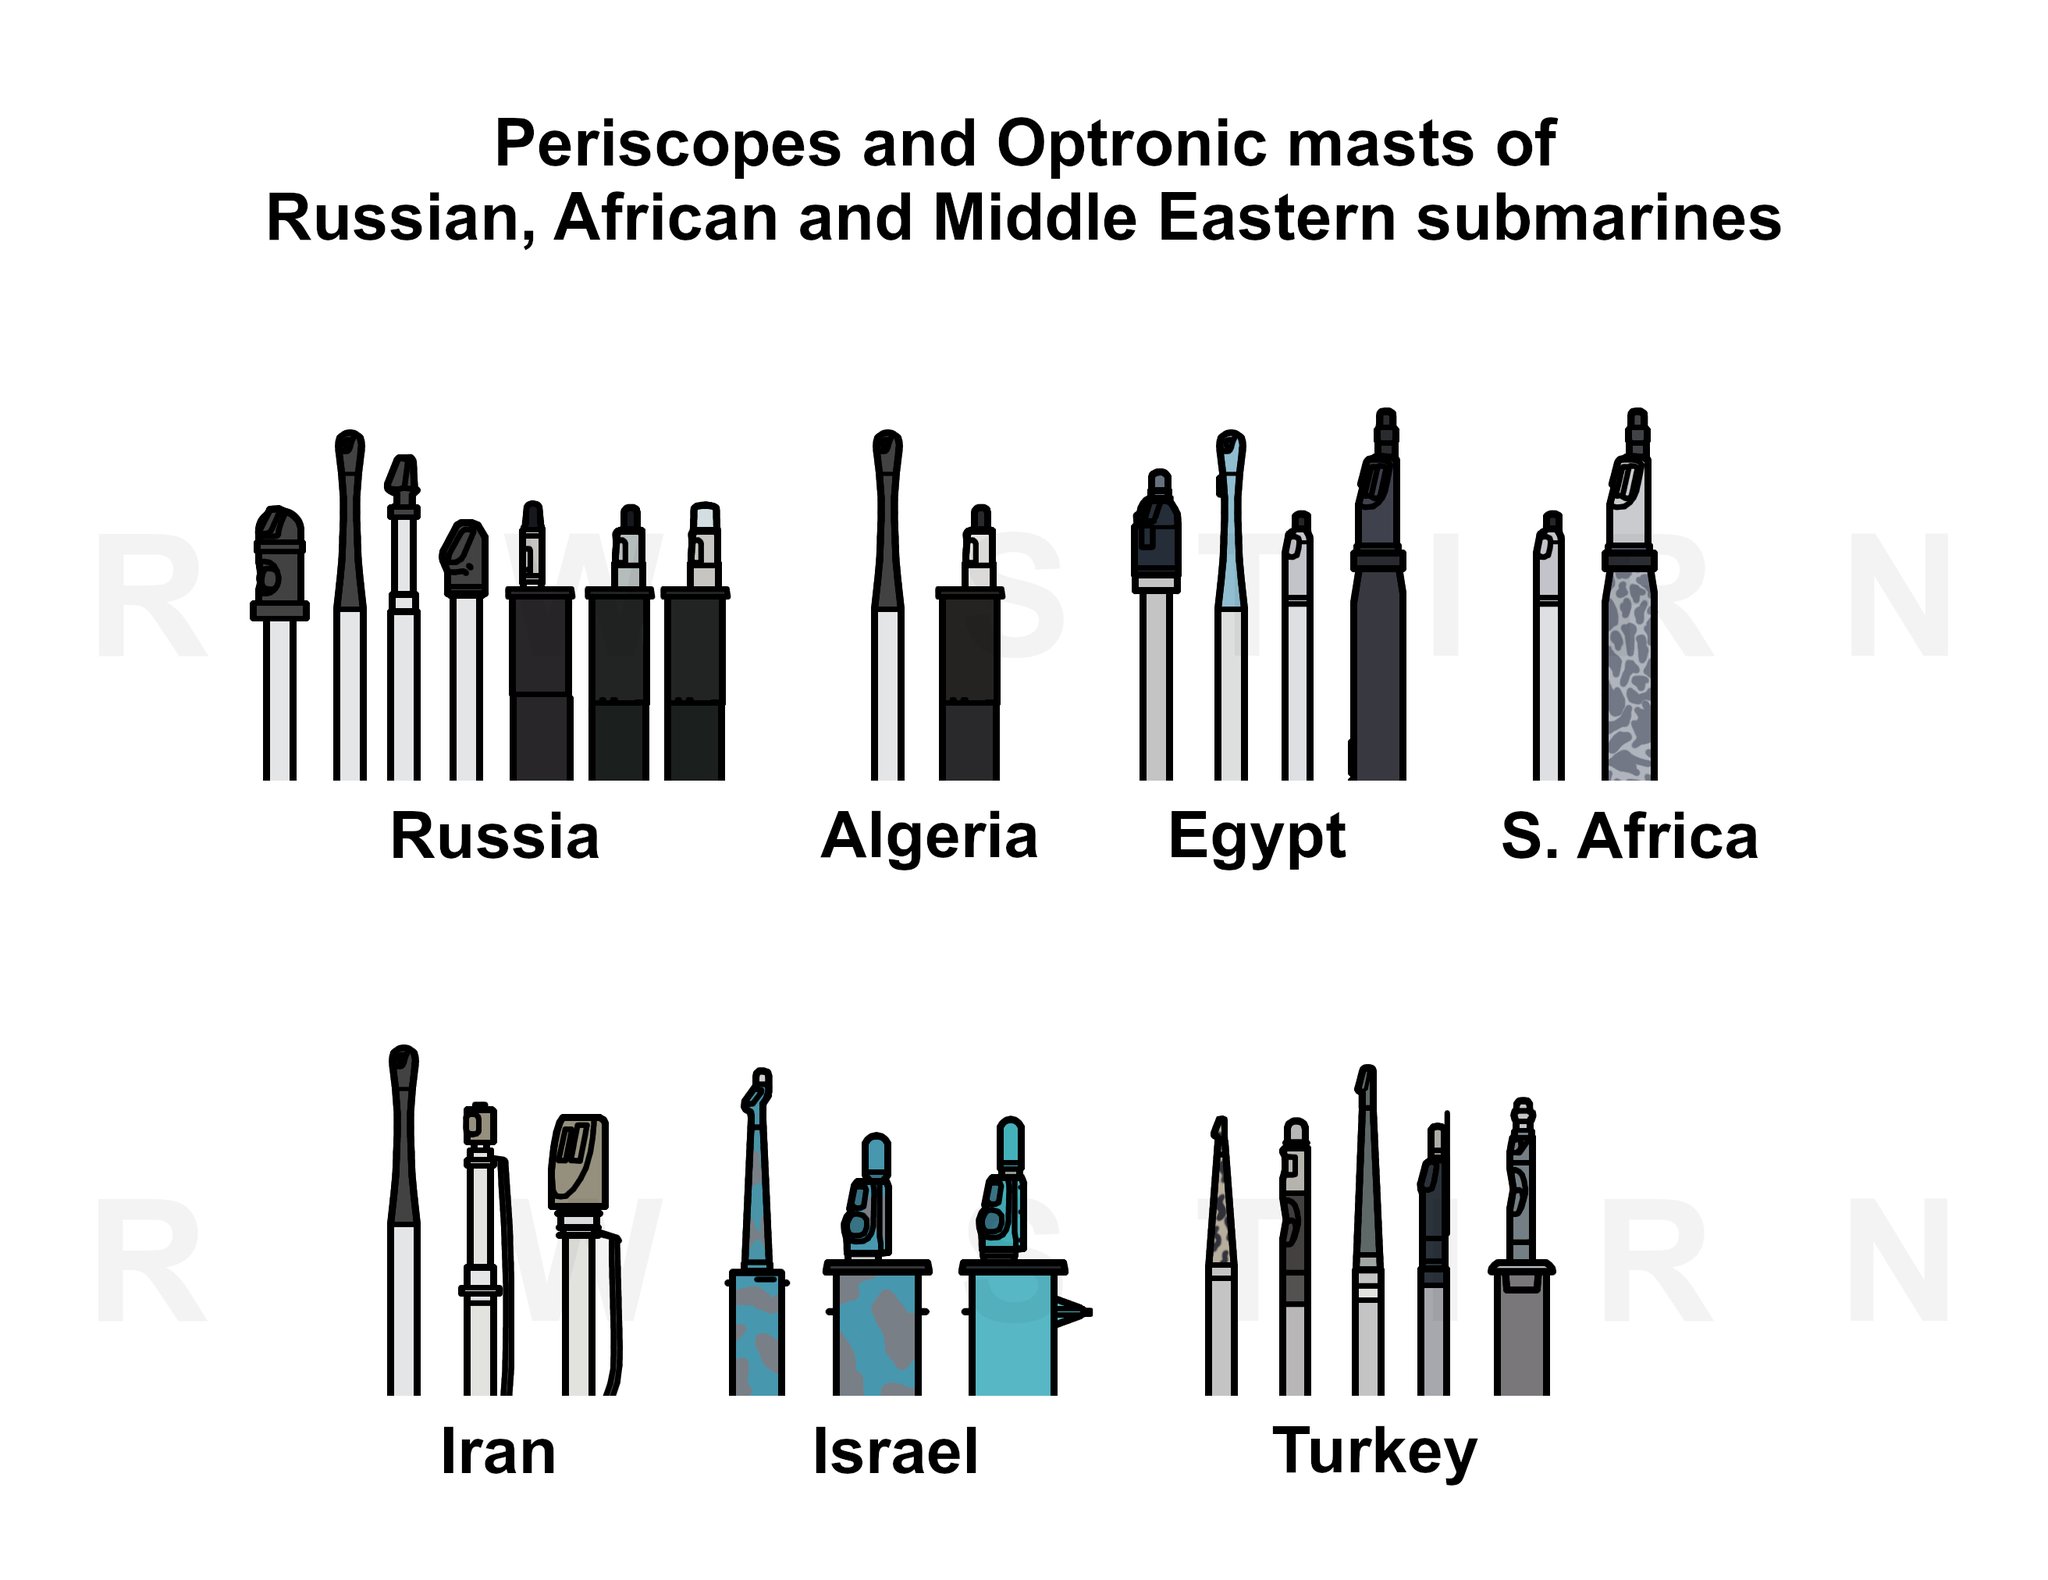 Periscopes and Optronic masts of
Russian, African and Middle Eastern submarines
R W S T I R N
Russia Algeria Egypt S. Africa
R W S T I R N
Iran Israel Turkey